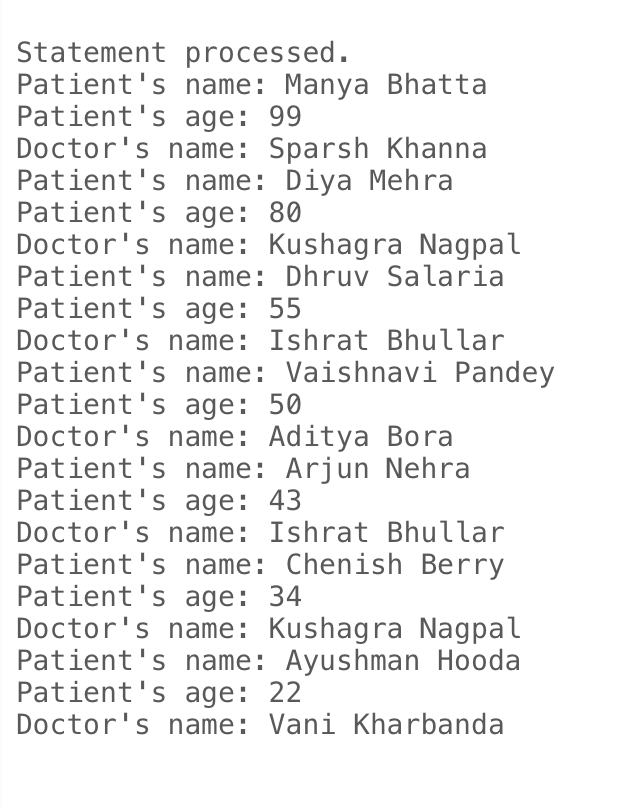 Statement processed.
Patient's name: Manya Bhatta
Patient's age: 99
Doctor's name: Sparsh Khanna
Patient's name: Diya Mehra
Patient's age: 80
Doctor's name: Kushagra Nagpal
Patient's name: Dhruv Salaria
Patient's age: 55
Doctor's name: Ishrat Bhullar
Patient's name: Vaishnavi Pandey
Patient's age: 50
Doctor's name: Aditya Bora
Patient's name: Arjun Nehra
Patient's age: 43
Doctor's name: Ishrat Bhullar
Patient's name: Chenish Berry
Patient's age: 34
Doctor's name: Kushagra Nagpal
Patient's name: Ayushman Hooda
Patient's age: 22
Doctor's name: Vani Kharbanda